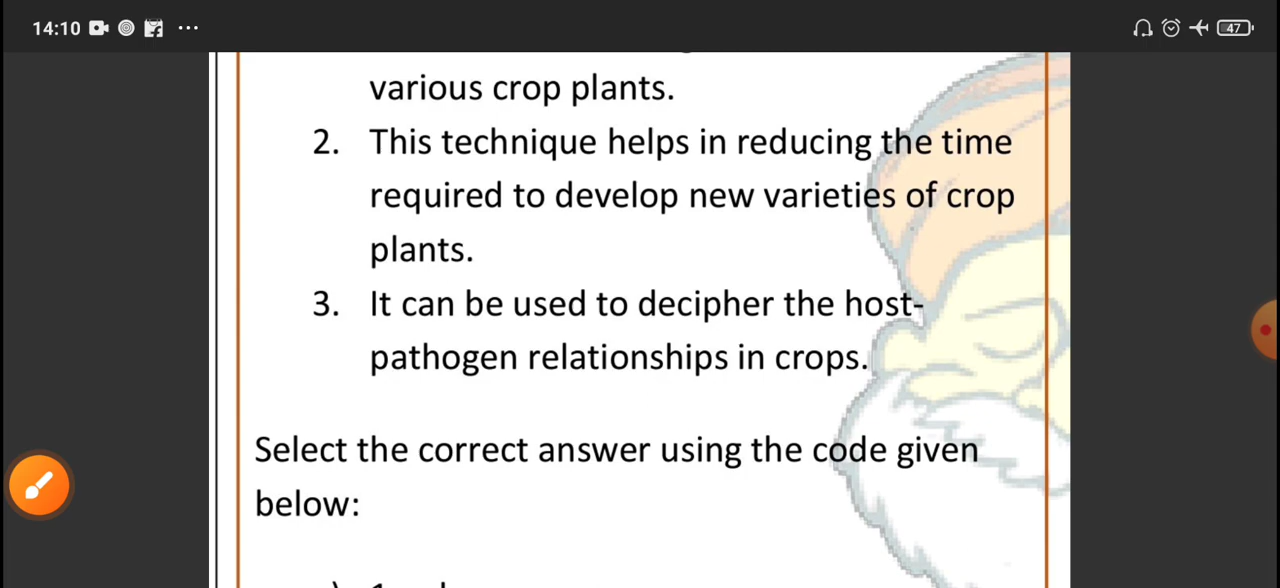 14:10 ...
47
various crop plants.
2. This technique helps in reducing the time
required to develop new varieties of crop
plants.
3. It can be used to decipher the host-
pathogen relationships in crops.
Select the correct answer using the code given
below: